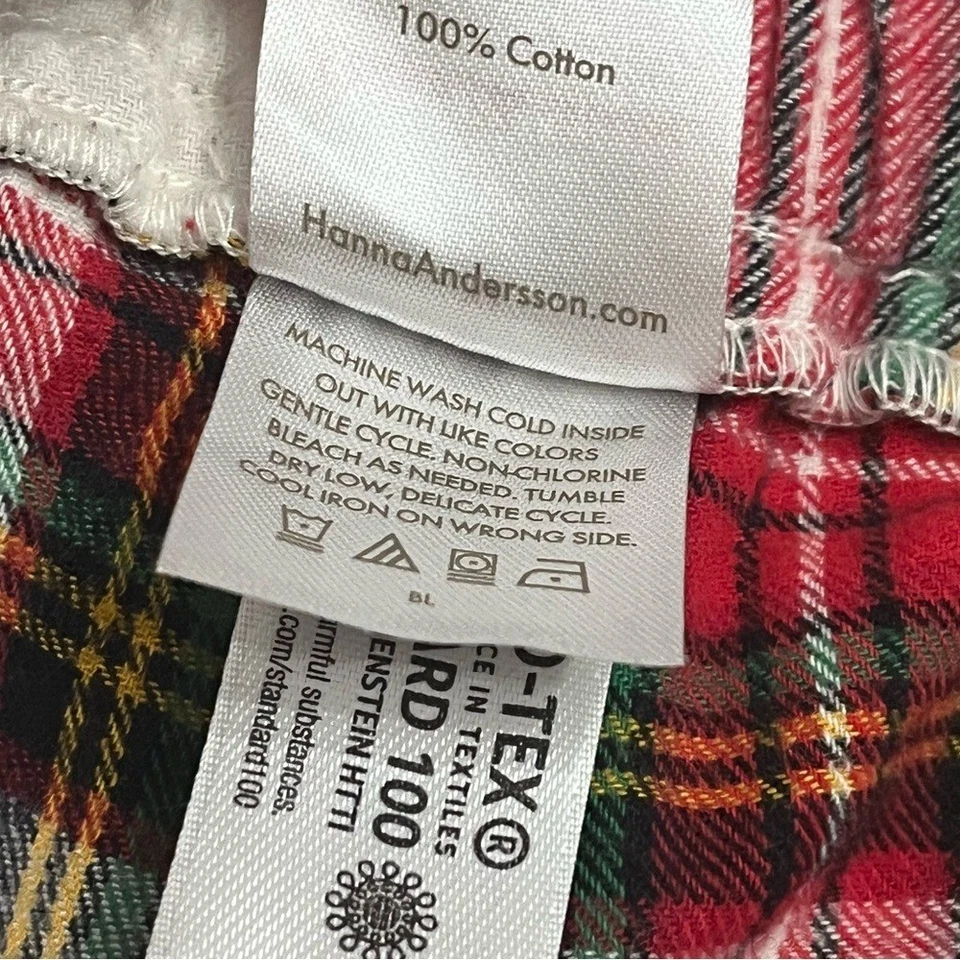 100% Cotton
HannaAndersson.com
MACHINE WASH COLD INSIDE
OUT WITH LIKE COLORS
GENTLE CYCLE. NON-CHLORINE
BLEACH AS NEEDED. TUMBLE
DRY LOW, DELICATE CYCLE.
COOL IRON ON WRONG SIDE.
BL
-TEX®
CE IN TEXTILES
ARD 100
ENSTEIN HTTI
armful substances.
.com/standard100